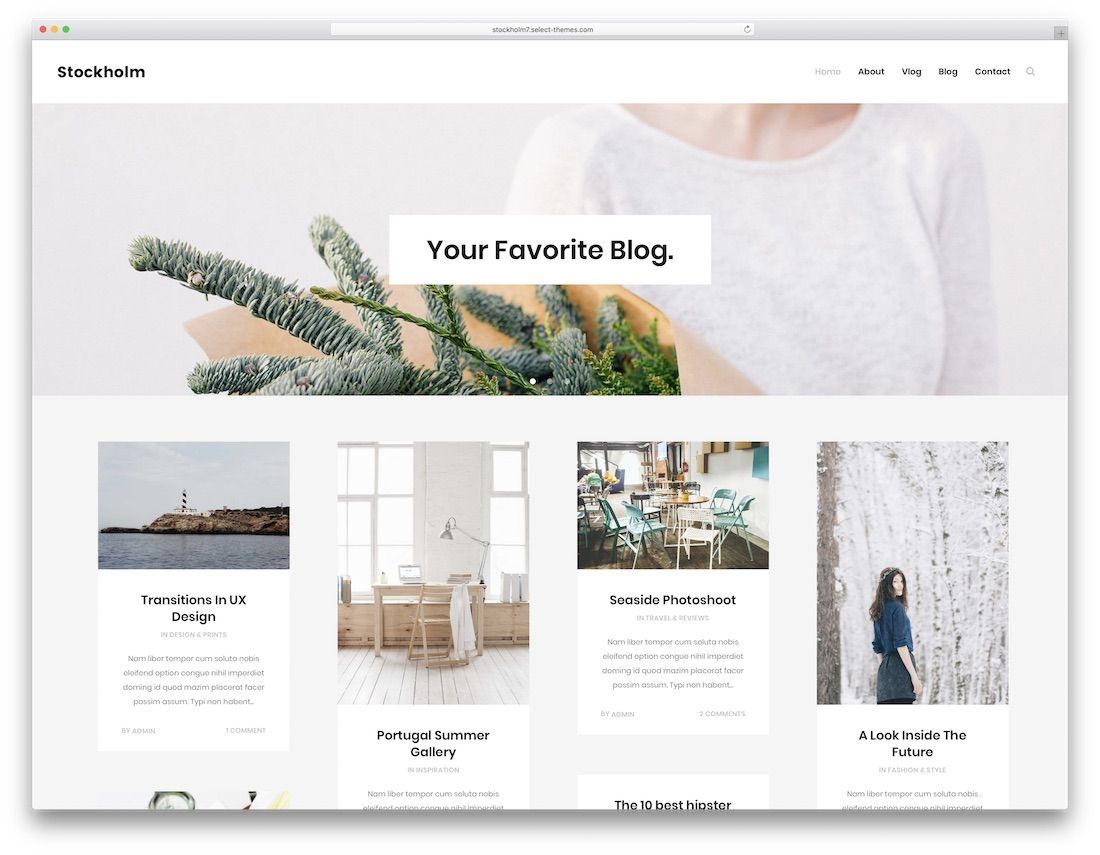 stockholm7.select-themes.com
Stockholm
Home About Vlog Blog Contact
Your Favorite Blog.
Transitions In UX
Design
IN DESIGN & PRINTS
Nam liber tempor cum soluta nobis
eleifend option congue nihil imperdiet
doming id quod mazim placerat facer
possim assum. Typi non habent...
BY ADMIN 1 COMMENT
Portugal Summer
Gallery
IN INSPIRATION
Nam liber tempor cum soluta nobis
eleifend option congue nihil imperdiet
Seaside Photoshoot
IN TRAVEL & REVIEWS
Nam liber tempor cum soluta nobis
eleifend option congue nihil imperdiet
doming id quod mazim placerat facer
possim assum. Typi non habent...
BY ADMIN 2 COMMENTS
The 10 best hipster
A Look Inside The
Future
IN FASHION & STYLE
Nam liber tempor cum soluta nobis
eleifend option congue nihil imperdiet